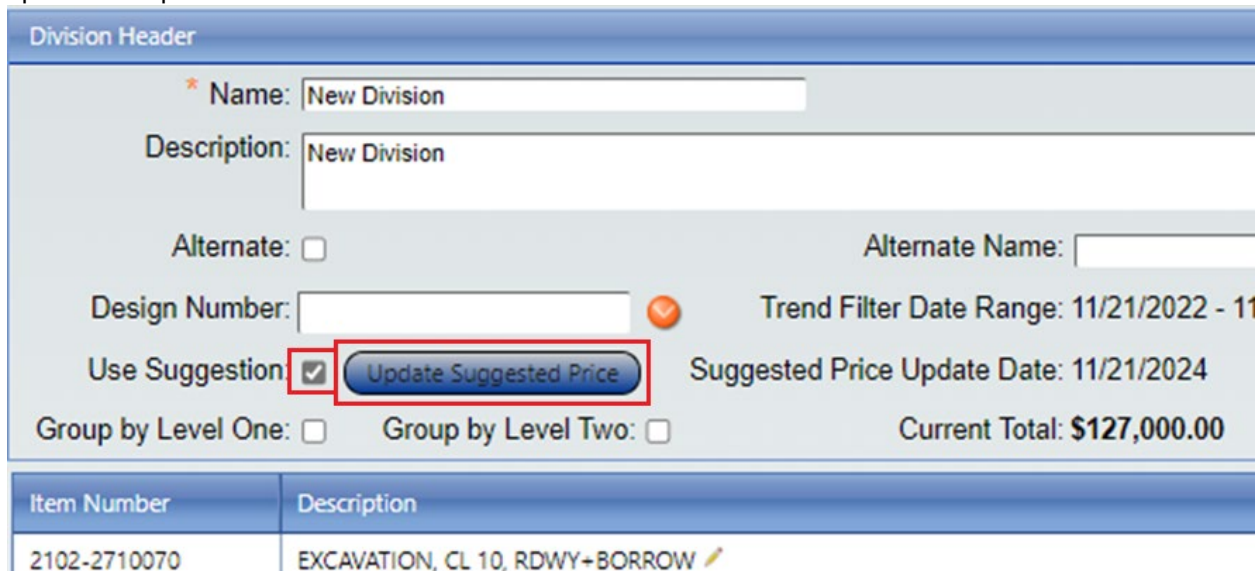 Division Header
* Name: New Division
Description: New Division
Alternate: Alternate Name:
Design Number: Trend Filter Date Range: 11/21/2022 - 11
Use Suggestion: Update Suggested Price Suggested Price Update Date: 11/21/2024
Group by Level One: Group by Level Two: Current Total: $127,000.00
Item Number Description
2102-2710070 EXCAVATION, CL 10, RDWY+BORROW